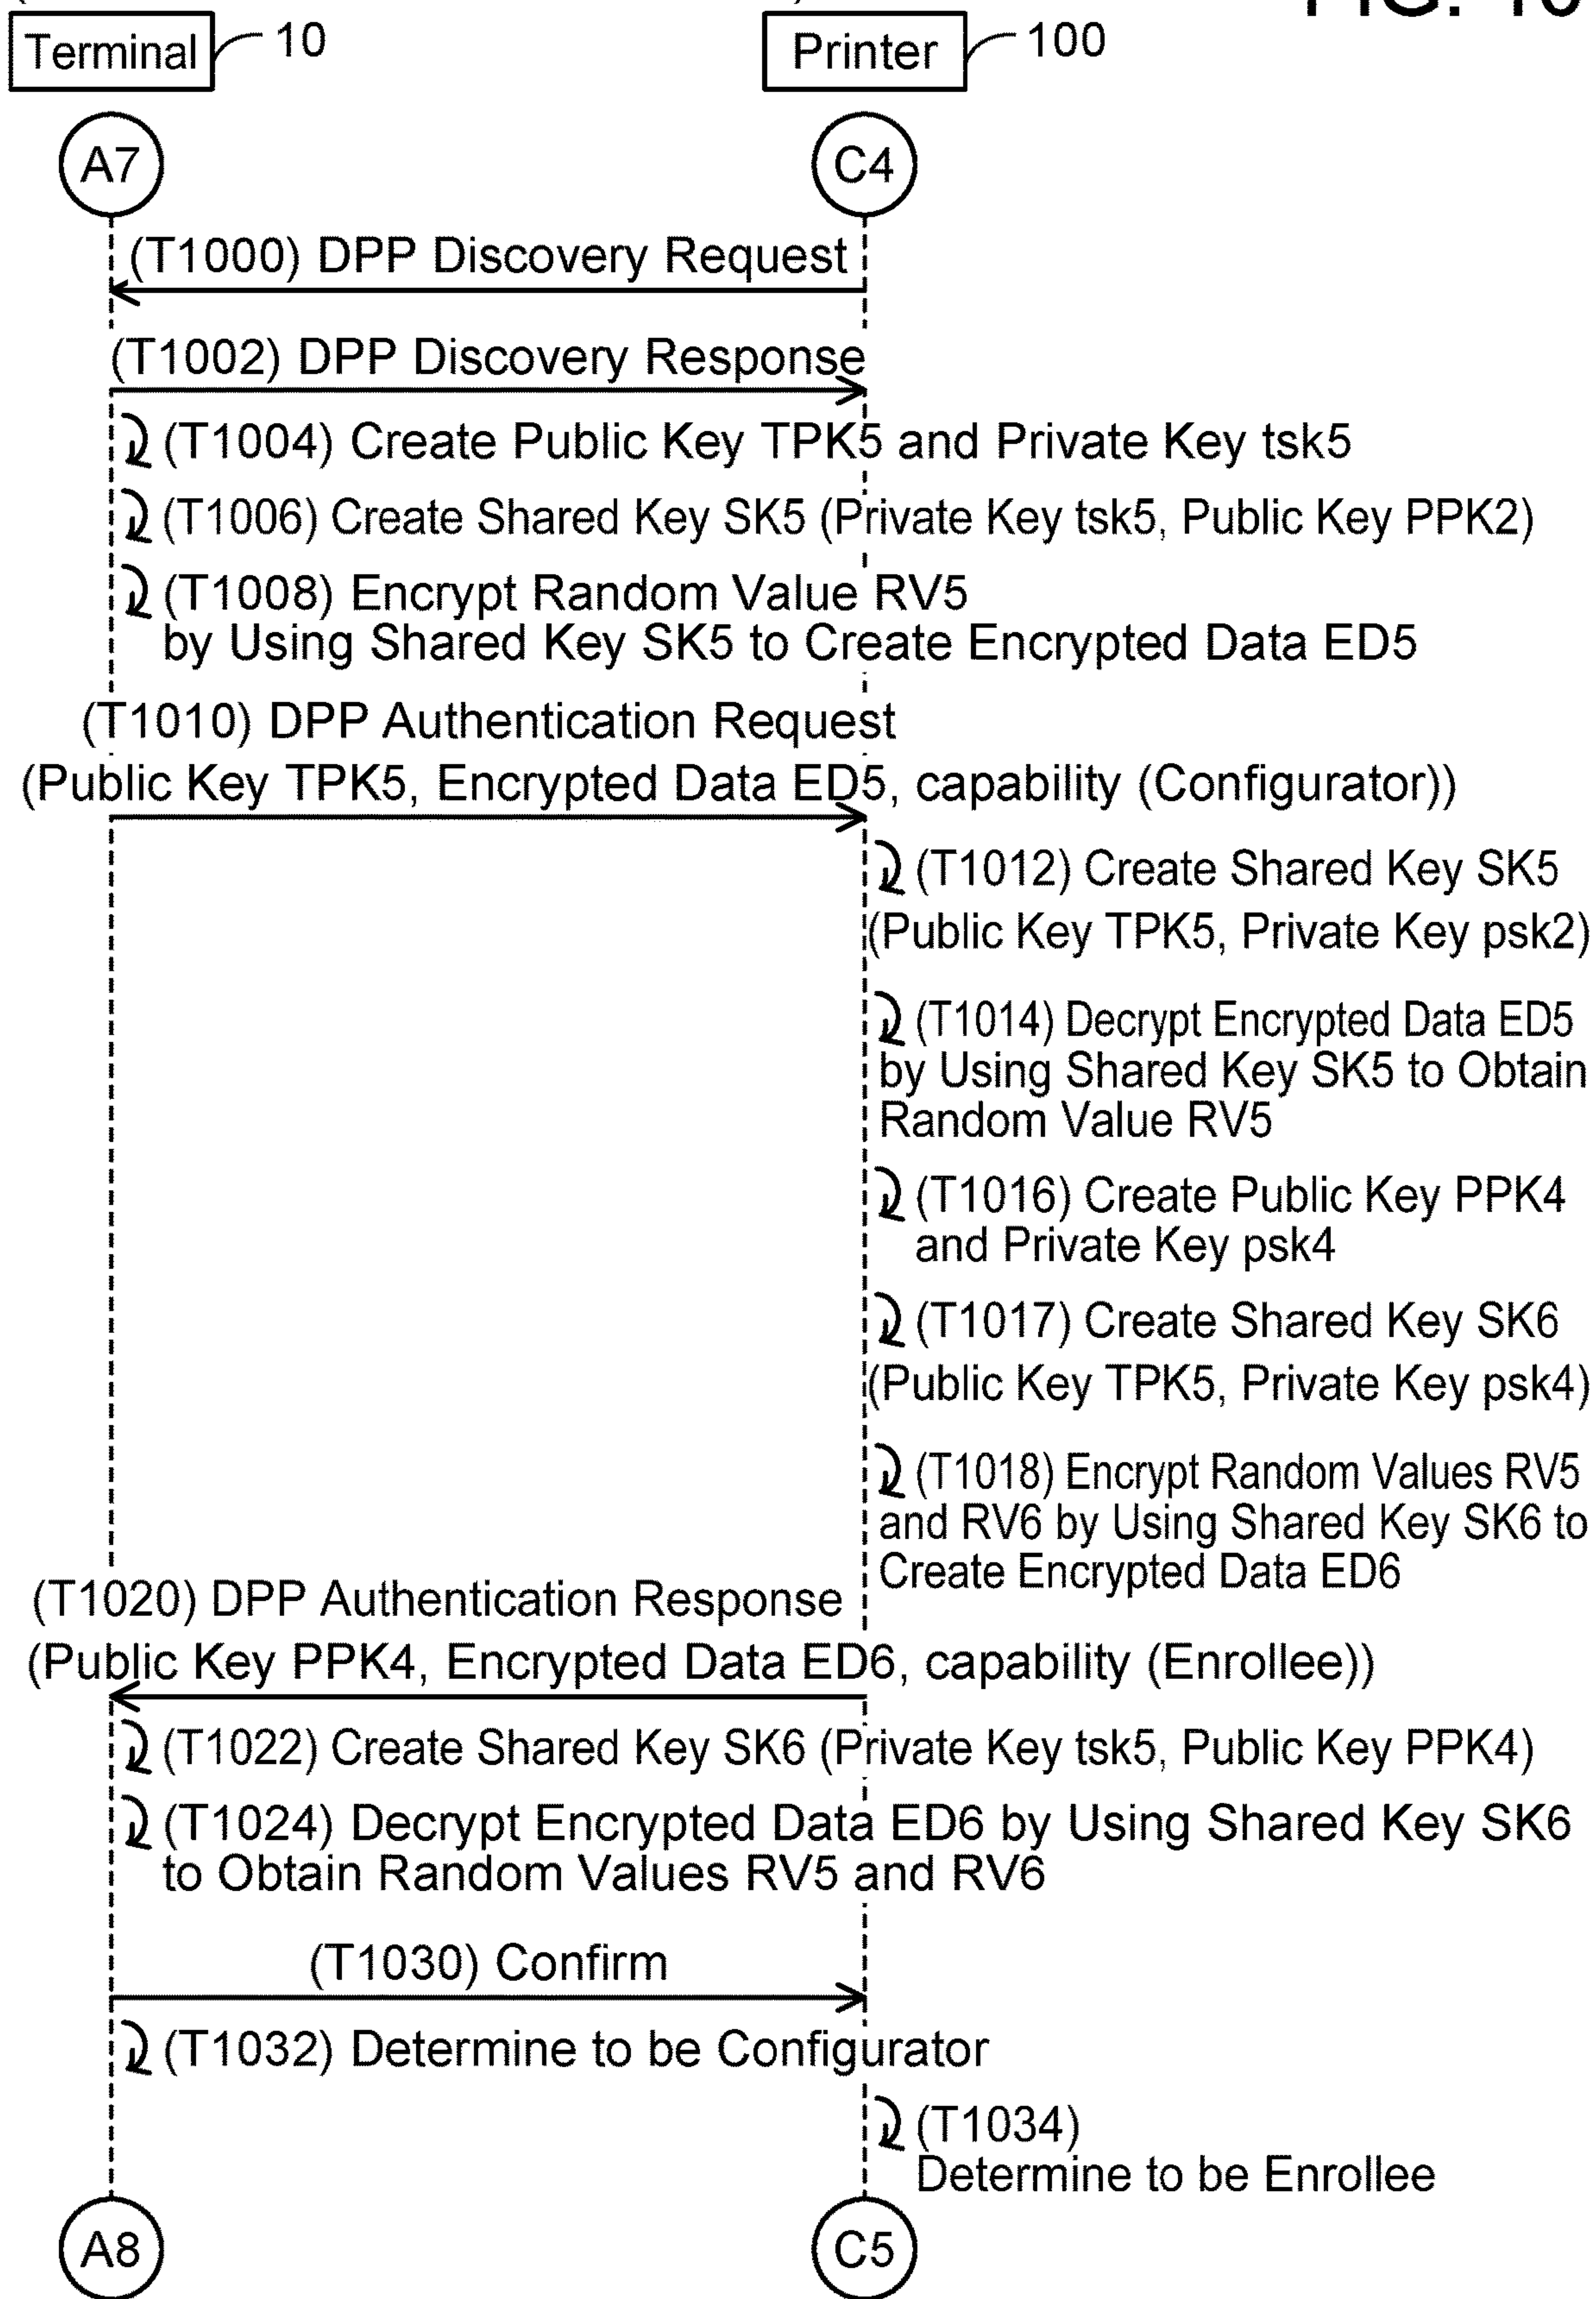 FIG. 10
Terminal 10
Printer 100
A7
C4
(T1000) DPP Discovery Request
(T1002) DPP Discovery Response
(T1004) Create Public Key TPK5 and Private Key tsk5
(T1006) Create Shared Key SK5 (Private Key tsk5, Public Key PPK2)
(T1008) Encrypt Random Value RV5
by Using Shared Key SK5 to Create Encrypted Data ED5
(T1010) DPP Authentication Request
(Public Key TPK5, Encrypted Data ED5, capability (Configurator))
(T1012) Create Shared Key SK5
(Public Key TPK5, Private Key psk2)
(T1014) Decrypt Encrypted Data ED5
by Using Shared Key SK5 to Obtain
Random Value RV5
(T1016) Create Public Key PPK4
and Private Key psk4
(T1017) Create Shared Key SK6
(Public Key TPK5, Private Key psk4)
(T1018) Encrypt Random Values RV5
and RV6 by Using Shared Key SK6 to
Create Encrypted Data ED6
(T1020) DPP Authentication Response
(Public Key PPK4, Encrypted Data ED6, capability (Enrollee))
(T1022) Create Shared Key SK6 (Private Key tsk5, Public Key PPK4)
(T1024) Decrypt Encrypted Data ED6 by Using Shared Key SK6
to Obtain Random Values RV5 and RV6
(T1030) Confirm
(T1032) Determine to be Configurator
(T1034)
Determine to be Enrollee
A8
C5